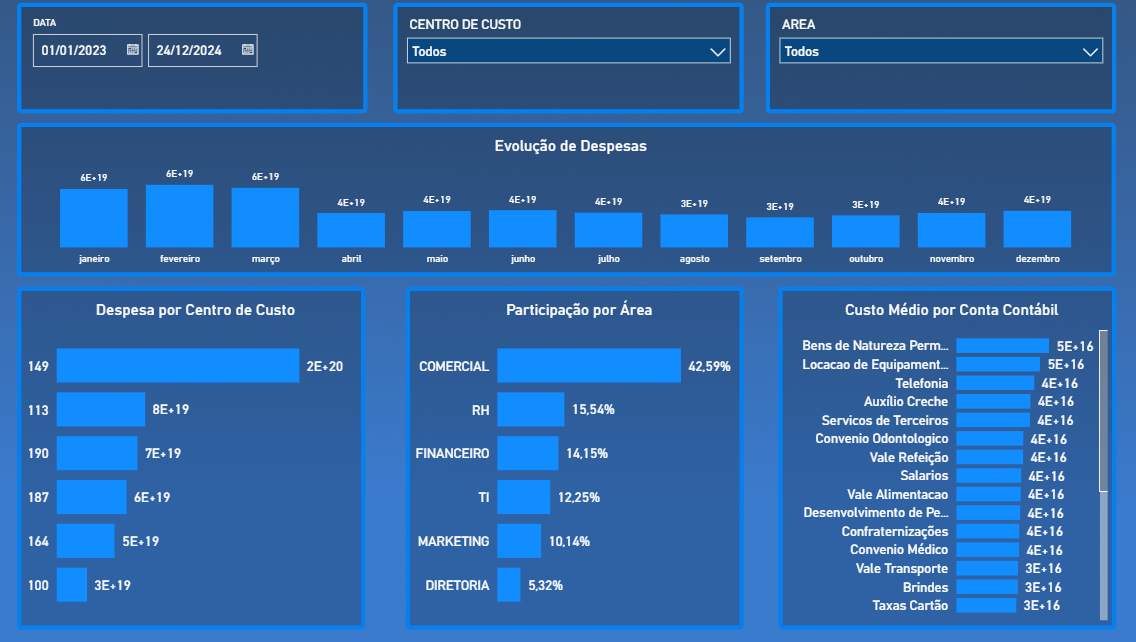 DATA
01/01/2023
24/12/2024
CENTRO DE CUSTO
Todos
AREA
Todos
Evolução de Despesas
6E+19
6E+19
6E+19
4E+19
4E+19
4E+19
4E+19
3E+19
3E+19
3E+19
4E+19
4E+19
janeiro
fevereiro
março
abril
maio
junho
julho
agosto
setembro
outubro
novembro
dezembro
Despesa por Centro de Custo
149 2E+20
113 8E+19
190 7E+19
187 6E+19
164 5E+19
100 3E+19
Participação por Área
COMERCIAL 42,59%
RH 15,54%
FINANCEIRO 14,15%
TI 12,25%
MARKETING 10,14%
DIRETORIA 5,32%
Custo Médio por Conta Contábil
Bens de Natureza Perm... 5E+16
Locacao de Equipament... 5E+16
Telefonia 4E+16
Auxílio Creche 4E+16
Servicos de Terceiros 4E+16
Convenio Odontologico 4E+16
Vale Refeição 4E+16
Salarios 4E+16
Vale Alimentacao 4E+16
Desenvolvimento de Pe... 4E+16
Confraternizações 4E+16
Convenio Médico 4E+16
Vale Transporte 3E+16
Brindes 3E+16
Taxas Cartão 3E+16